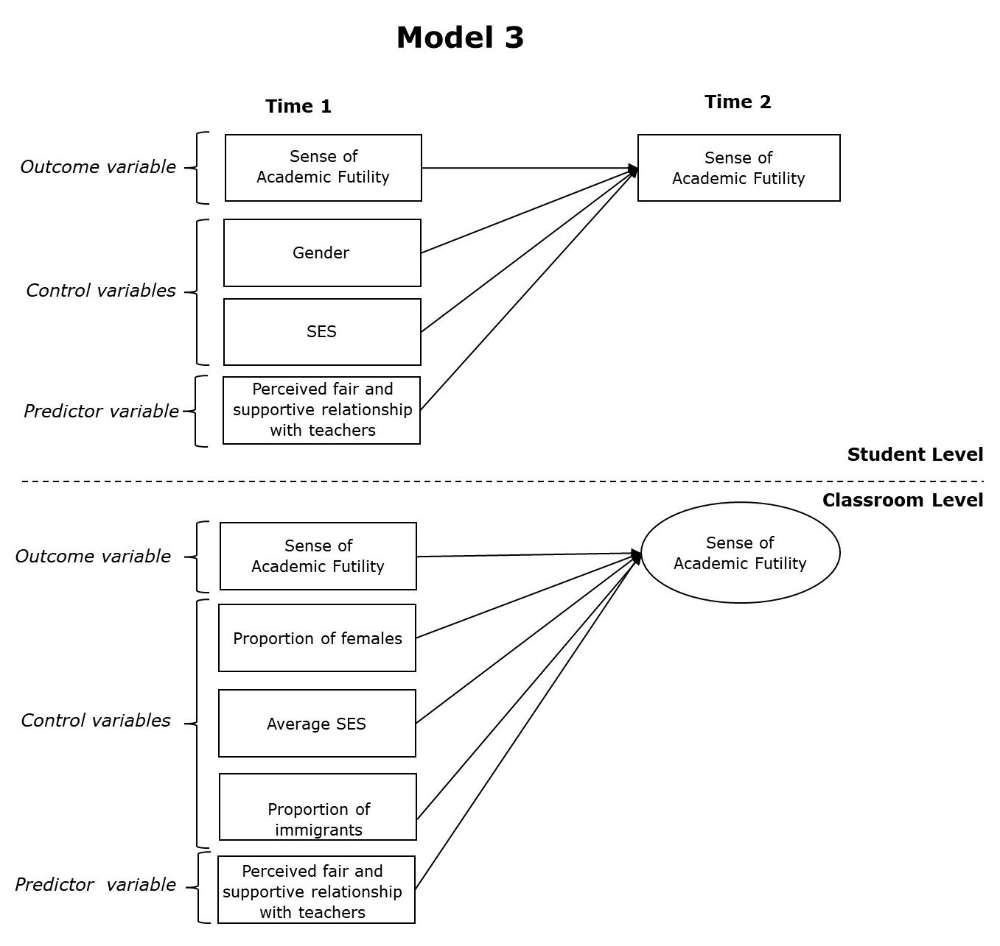 Model 3
Time 1
Time 2
Outcome variable
Sense of
Academic Futility
Sense of
Academic Futility
Gender
Control variables
SES
Perceived fair and
supportive relationship
with teachers
Predictor variable
Student Level
Classroom Level
Outcome variable
Sense of
Academic Futility
Sense of
Academic Futility
Proportion of females
Control variables
Average SES
Proportion of
immigrants
Predictor variable
Perceived fair and
supportive relationship
with teachers